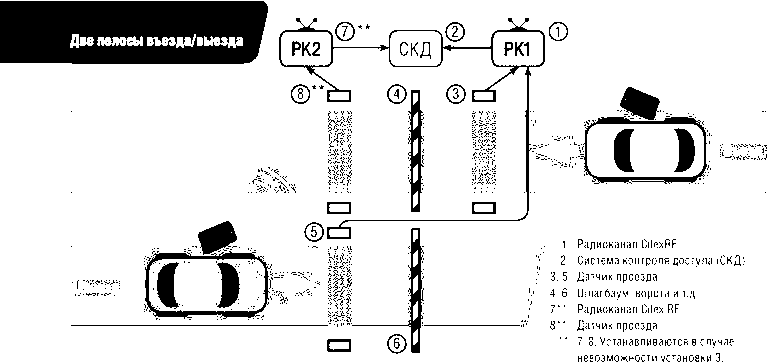 Две полосы въезда/выезда
РК2
7**
СКД
2
РК1
1
8**
4
3
5
6
1 Радиоканал CilexRF
2 Система контроля доступа (СКД)
3, 5 Датчик проезда
4, 6 Шлагбаум, ворота и т.д.
7** Радиоканал Cilex RF
8** Датчик проезда
** 7, 8. Устанавливаются в случае
невозможности установки 3.